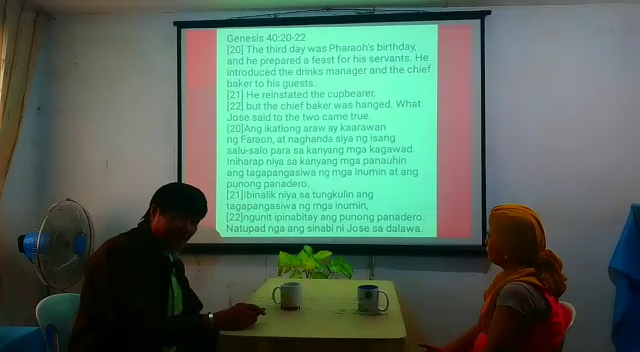 Genesis 40:20-22
[20] The third day was Pharaoh's birthday,
and he prepared a feast for his servants. He
introduced the drinks manager and the chief
baker to his guests.
[21] He reinstated the cupbearer,
[22] but the chief baker was hanged. What
Jose said to the two came true.
[20]Ang ikatlong araw ay kaarawan
ng Faraon, at naghanda siya ng isang
salu-salo para sa kanyang mga kagawad.
Iniharap niya sa kanyang mga panauhin
ang tagapangasiwa ng mga inumin at ang
punong panadero.
[21]Ibinalik niya sa tungkulin ang
tagapangasiwa ng mga inumin,
[22]ngunit ipinabitay ang punong panadero.
Natupad nga ang sinabi ni Jose sa dalawa.